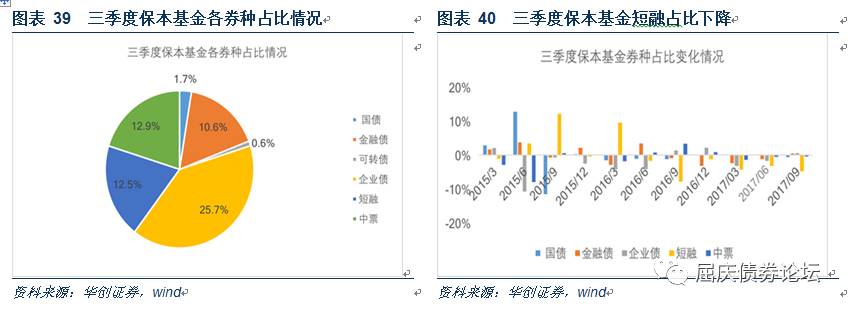 图表 39 三季度保本基金各券种占比情况
三季度保本基金各券种占比情况
1.7%
10.6%
0.6%
25.7%
12.5%
12.9%
国债
金融债
可转债
企业债
短融
中票
资料来源：华创证券，wind
图表 40 三季度保本基金短融占比下降
三季度保本基金券种占比变化情况
20%
10%
0%
-10%
-20%
2015/3
2015/6
2015/9
2015/12
2016/3
2016/6
2016/9
2016/12
2017/03
2017/06
2017/09
国债 金融债 企业债 短融 中票
资料来源：华创证券，wind
屈庆债券论坛